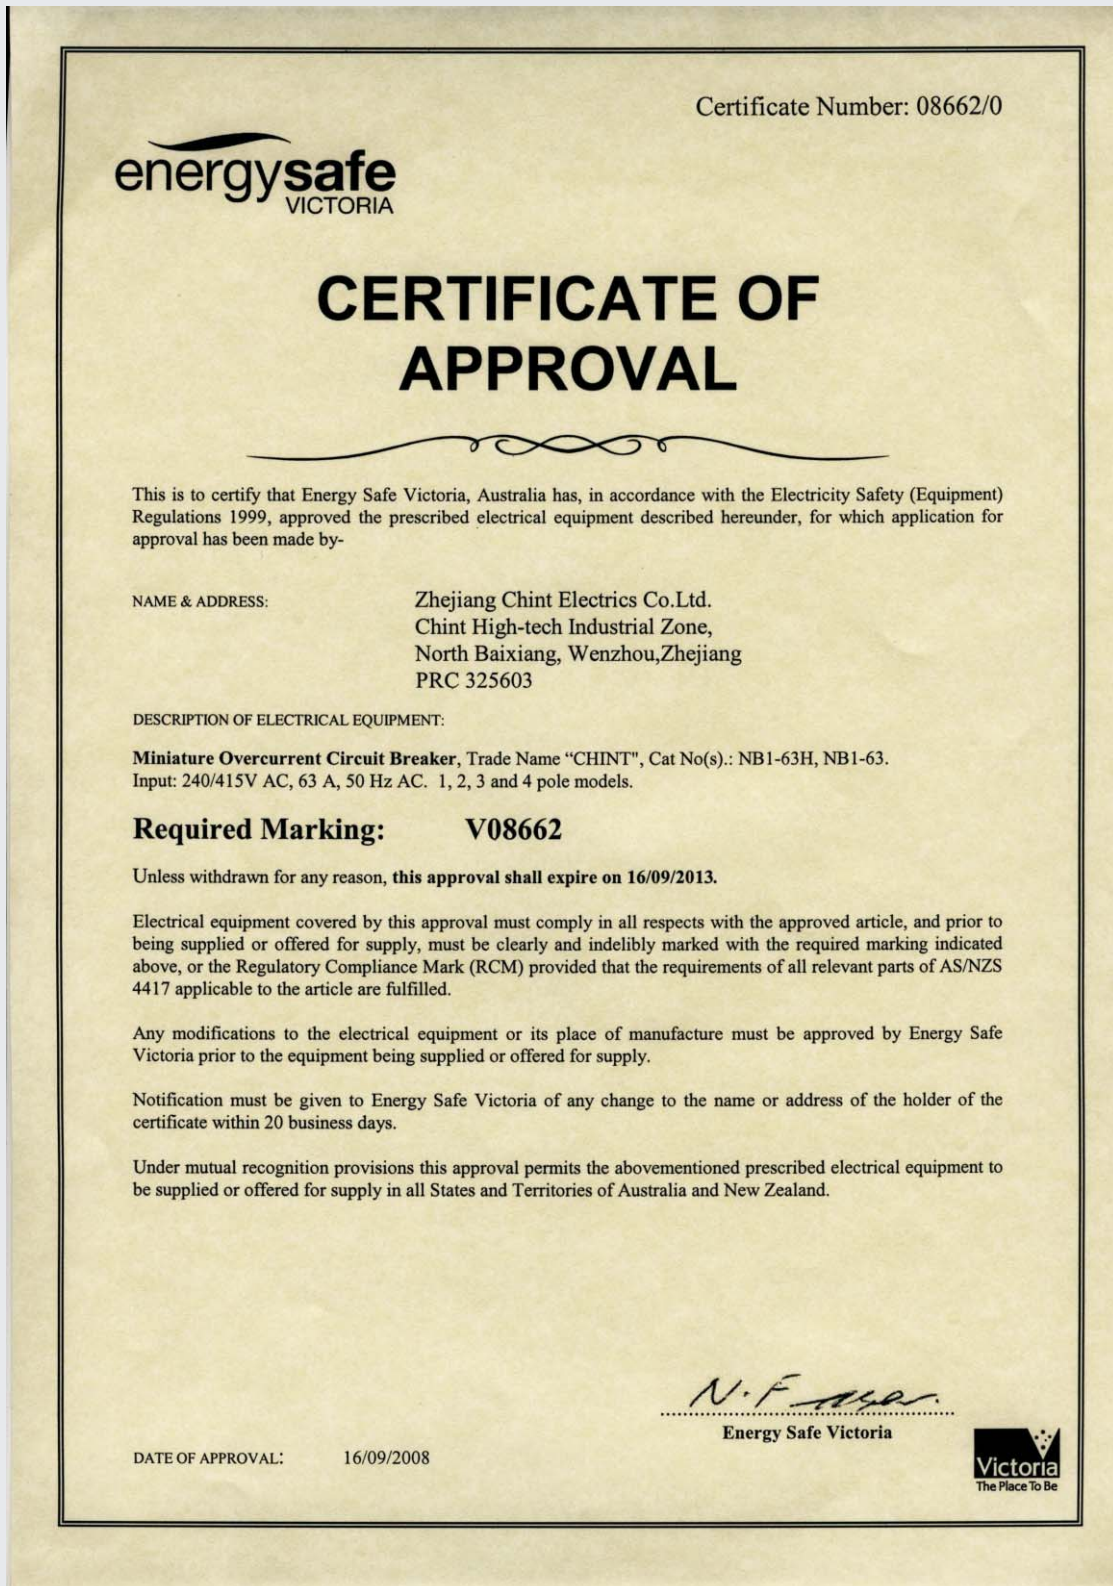 Certificate Number: 08662/0
energysafe
VICTORIA
CERTIFICATE OF
APPROVAL
This is to certify that Energy Safe Victoria, Australia has, in accordance with the Electricity Safety (Equipment)
Regulations 1999, approved the prescribed electrical equipment described hereunder, for which application for
approval has been made by-
NAME & ADDRESS: Zhejiang Chint Electrics Co.Ltd.
Chint High-tech Industrial Zone,
North Baixiang, Wenzhou,Zhejiang
PRC 325603
DESCRIPTION OF ELECTRICAL EQUIPMENT:
Miniature Overcurrent Circuit Breaker, Trade Name “CHINT", Cat No(s).: NB1-63H, NB1-63.
Input: 240/415V AC, 63 A, 50 Hz AC. 1, 2, 3 and 4 pole models.
Required Marking: V08662
Unless withdrawn for any reason, this approval shall expire on 16/09/2013.
Electrical equipment covered by this approval must comply in all respects with the approved article, and prior to
being supplied or offered for supply, must be clearly and indelibly marked with the required marking indicated
above, or the Regulatory Compliance Mark (RCM) provided that the requirements of all relevant parts of AS/NZS
4417 applicable to the article are fulfilled.
Any modifications to the electrical equipment or its place of manufacture must be approved by Energy Safe
Victoria prior to the equipment being supplied or offered for supply.
Notification must be given to Energy Safe Victoria of any change to the name or address of the holder of the
certificate within 20 business days.
Under mutual recognition provisions this approval permits the abovementioned prescribed electrical equipment to
be supplied or offered for supply in all States and Territories of Australia and New Zealand.
N. F
Energy Safe Victoria
DATE OF APPROVAL: 16/09/2008
Victoria
The Place To Be